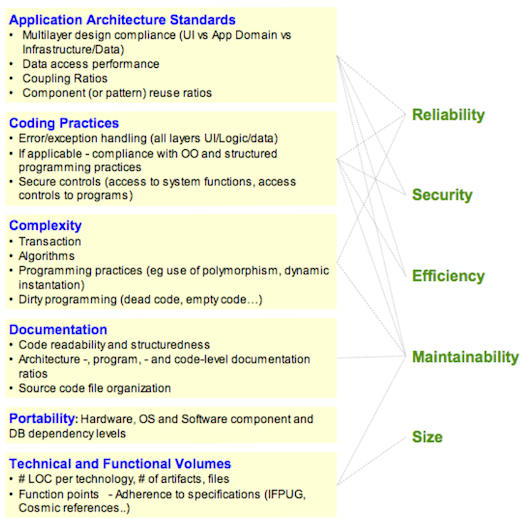 Application Architecture Standards
• Multilayer design compliance (UI vs App Domain vs
Infrastructure/Data)
• Data access performance
• Coupling Ratios
• Component (or pattern) reuse ratios
Coding Practices
• Error/exception handling (all layers UI/Logic/data)
• If applicable - compliance with OO and structured
programming practices
• Secure controls (access to system functions, access
controls to programs)
Complexity
• Transaction
• Algorithms
• Programming practices (eg use of polymorphism, dynamic
instantation)
• Dirty programming (dead code, empty code…)
Documentation
• Code readability and structuredness
• Architecture -, program, - and code-level documentation
ratios
• Source code file organization
Portability: Hardware, OS and Software component and
DB dependency levels
Technical and Functional Volumes
• # LOC per technology, # of artifacts, files
• Function points - Adherence to specifications (IFPUG,
Cosmic references..)
Reliability
Security
Efficiency
Maintainability
Size